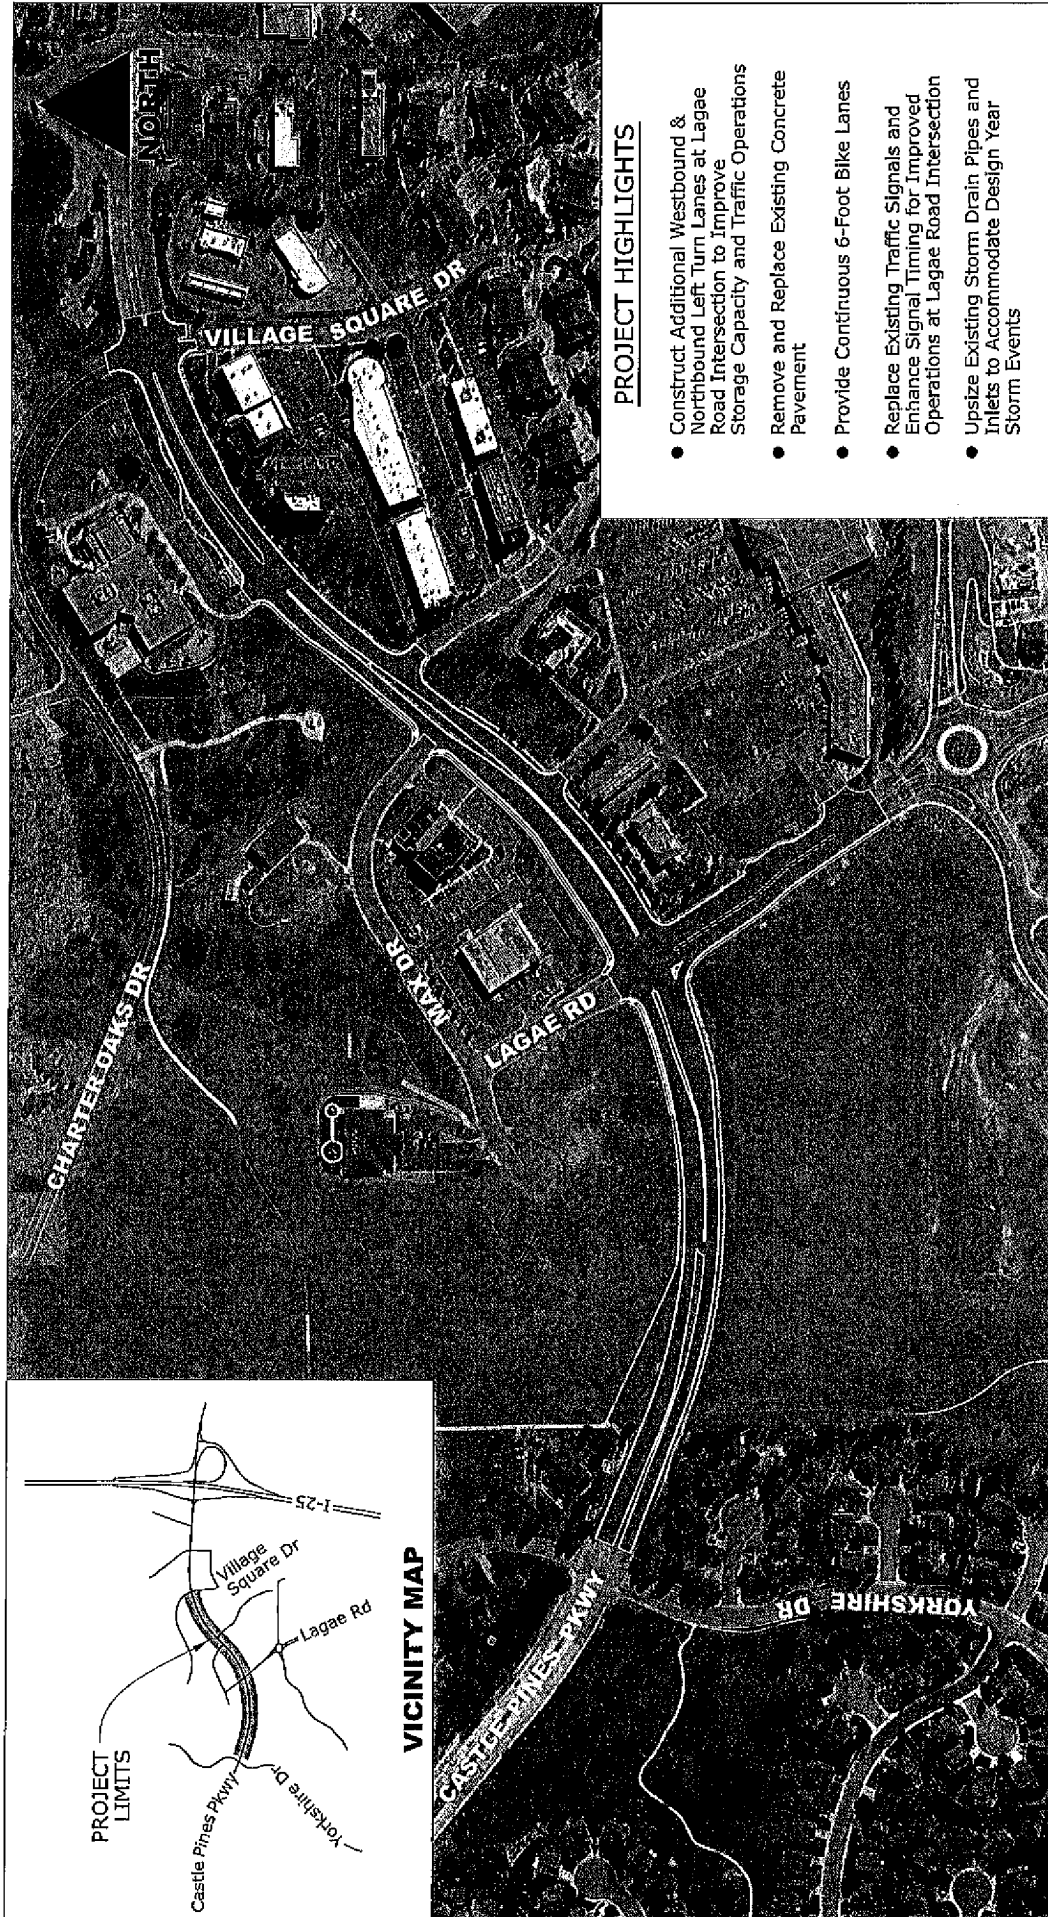 PROJECT
LIMITS
Castle Pines Pkwy
Yorkshire Dr
Village
Square Dr
Lagae Rd
I-25
VICINITY MAP
NORTH
CHARTER OAKS DR
VILLAGE SQUARE DR
MAX DR
LAGAE RD
CASTLE PINES PKWY
YORKSHIRE DR
PROJECT HIGHLIGHTS
● Construct Additional Westbound &
Northbound Left Turn Lanes at Lagae
Road Intersection to Improve
Storage Capacity and Traffic Operations
● Remove and Replace Existing Concrete
Pavement
● Provide Continuous 6-Foot Bike Lanes
● Replace Existing Traffic Signals and
Enhance Signal Timing for Improved
Operations at Lagae Road Intersection
● Upsize Existing Storm Drain Pipes and
Inlets to Accommodate Design Year
Storm Events